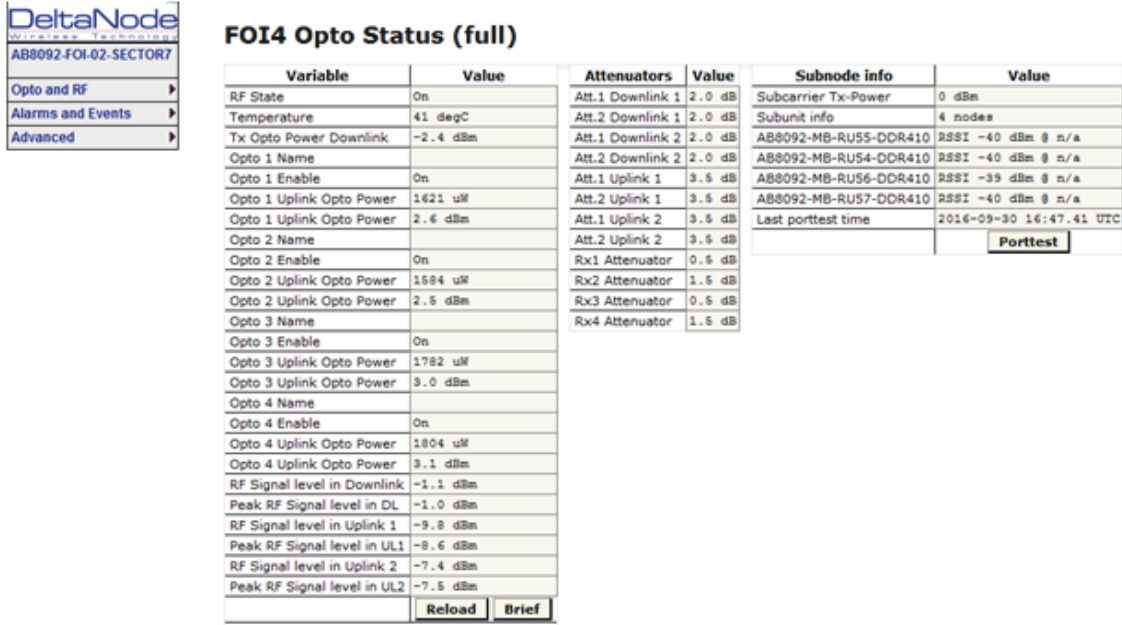 DeltaNode
Wireless Technology
AB8092-FOI-02-SECTOR7
Opto and RF
Alarms and Events
Advanced
FOI4 Opto Status (full)
Variable Value
RF State On
Temperature 41 degC
Tx Opto Power Downlink -2.4 dBm
Opto 1 Name
Opto 1 Enable On
Opto 1 Uplink Opto Power 1621 uW
Opto 1 Uplink Opto Power 2.6 dBm
Opto 2 Name
Opto 2 Enable On
Opto 2 Uplink Opto Power 1584 uW
Opto 2 Uplink Opto Power 2.5 dBm
Opto 3 Name
Opto 3 Enable On
Opto 3 Uplink Opto Power 1782 uW
Opto 3 Uplink Opto Power 3.0 dBm
Opto 4 Name
Opto 4 Enable On
Opto 4 Uplink Opto Power 1804 uW
Opto 4 Uplink Opto Power 3.1 dBm
RF Signal level in Downlink -1.1 dBm
Peak RF Signal level in DL -1.0 dBm
RF Signal level in Uplink 1 -9.8 dBm
Peak RF Signal level in UL1 -8.6 dBm
RF Signal level in Uplink 2 -7.4 dBm
Peak RF Signal level in UL2 -7.5 dBm
Reload Brief
Attenuators Value
Att.1 Downlink 1 2.0 dB
Att.2 Downlink 1 2.0 dB
Att.1 Downlink 2 2.0 dB
Att.2 Downlink 2 2.0 dB
Att.1 Uplink 1 3.5 dB
Att.2 Uplink 1 3.5 dB
Att.1 Uplink 2 3.5 dB
Att.2 Uplink 2 3.5 dB
Rx1 Attenuator 0.5 dB
Rx2 Attenuator 1.5 dB
Rx3 Attenuator 0.5 dB
Rx4 Attenuator 1.5 dB
Subnode info Value
Subcarrier Tx-Power 0 dBm
Subunit info 4 nodes
AB8092-MB-RU55-DDR410 RSSI -40 dBm @ n/a
AB8092-MB-RU54-DDR410 RSSI -40 dBm @ n/a
AB8092-MB-RU56-DDR410 RSSI -39 dBm @ n/a
AB8092-MB-RU57-DDR410 RSSI -40 dBm @ n/a
Last porttest time 2016-09-30 16:47.41 UTC
Porttest